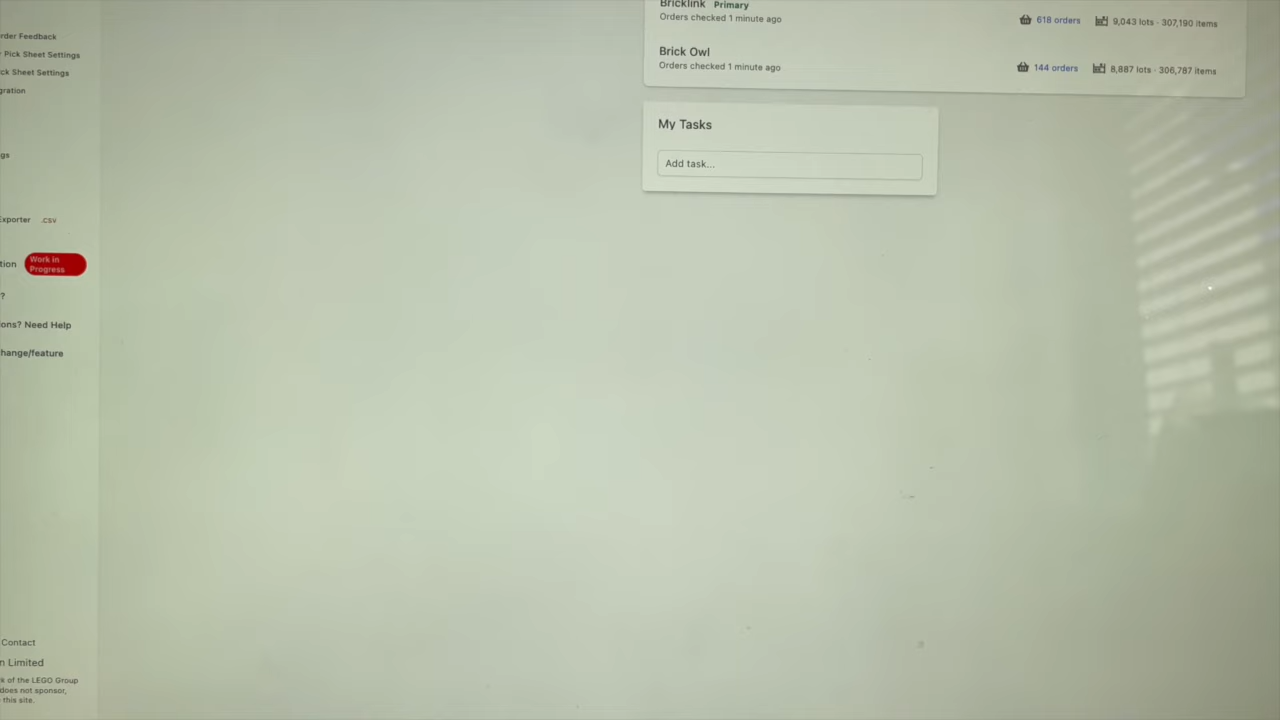 rder Feedback
Pick Sheet Settings
ck Sheet Settings
gration
gs
Exporter .csv
tion Work in Progress
?
ons? Need Help
hange/feature
Contact
n Limited
k of the LEGO Group
does not sponsor,
this site.
Bricklink Primary
Orders checked 1 minute ago
618 orders
9,043 lots · 307,190 items
Brick Owl
Orders checked 1 minute ago
144 orders
8,887 lots · 306,787 items
My Tasks
Add task...